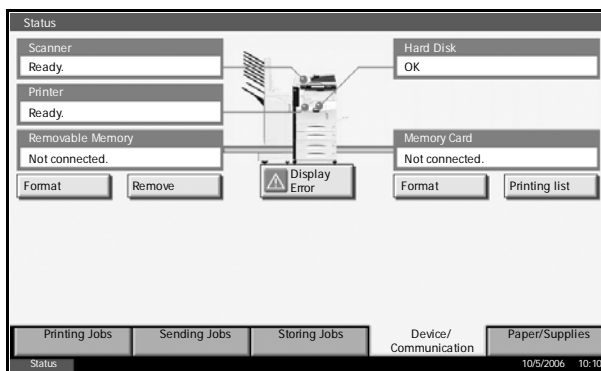 Status
Scanner
Ready.
Hard Disk
OK
Printer
Ready.
Removable Memory
Not connected.
Memory Card
Not connected.
Format
Remove
Display
Error
Format
Printing list
Printing Jobs
Sending Jobs
Storing Jobs
Device/
Communication
Paper/Supplies
Status
10/5/2006 10:10